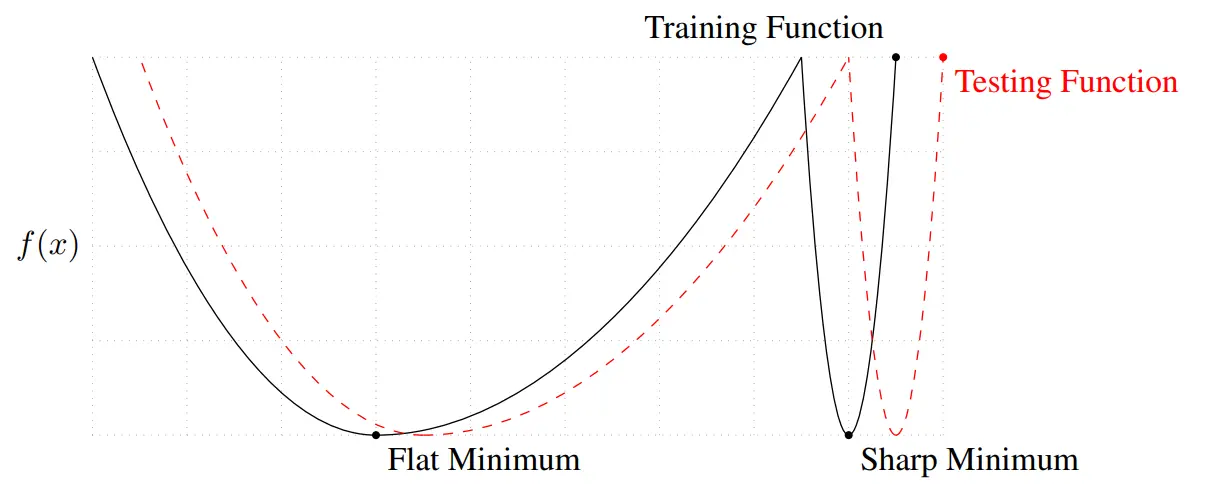 Training Function
Testing Function
f(x)
Flat Minimum
Sharp Minimum